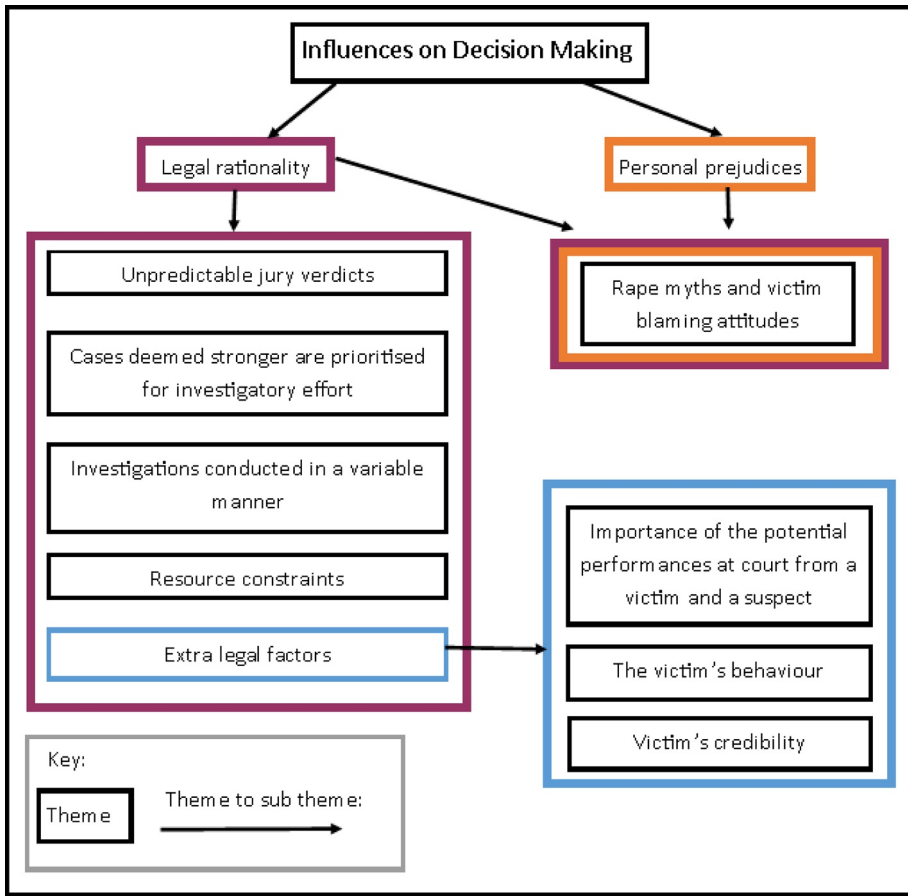 Influences on Decision Making
Legal rationality
Personal prejudices
Unpredictable jury verdicts
Cases deemed stronger are prioritised
for investigatory effort
Investigations conducted in a variable
manner
Resource constraints
Extra legal factors
Rape myths and victim
blaming attitudes
Importance of the potential
performances at court from a
victim and a suspect
The victim's behaviour
Victim's credibility
Key:
Theme
Theme to sub theme: